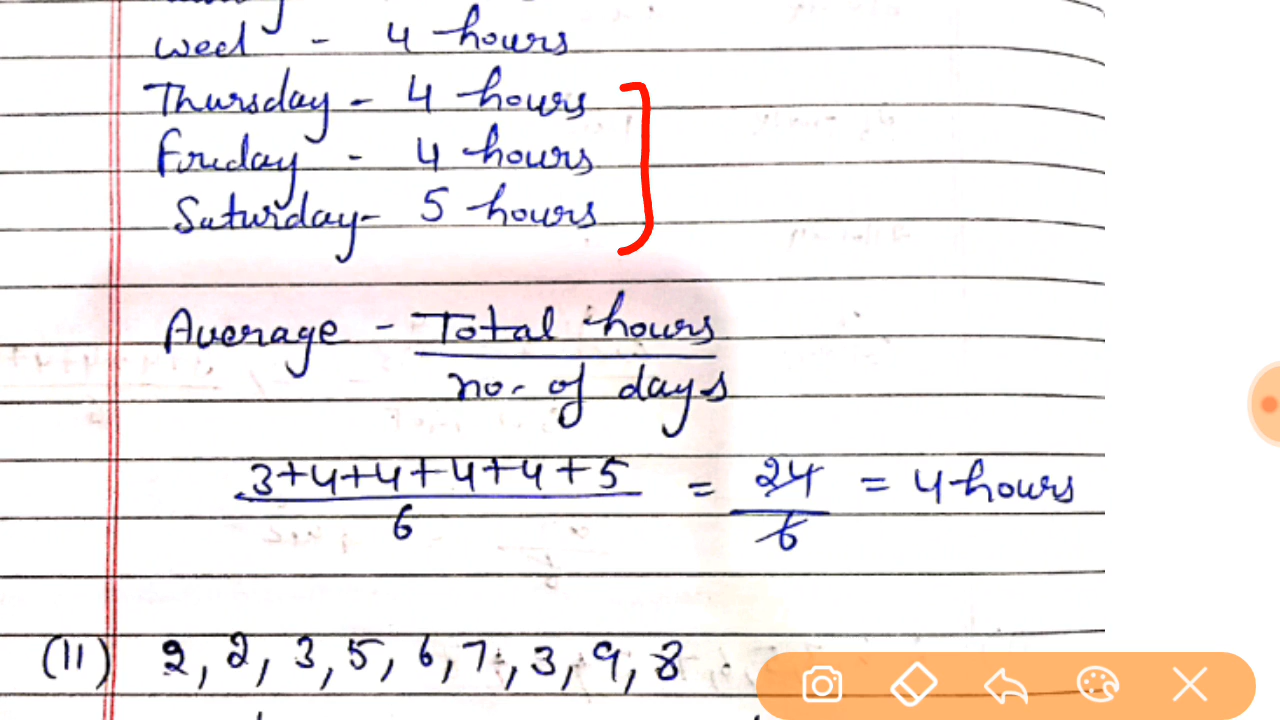 wed - 4 hours
Thursday - 4 hours
Friday - 4 hours
Saturday - 5 hours
Average - Total hours
no. of days
3+4+4+4+4+5 = 24 = 4 hours
6 6
(11) 2, 2, 3, 5, 6, 7, 3, 9, 8